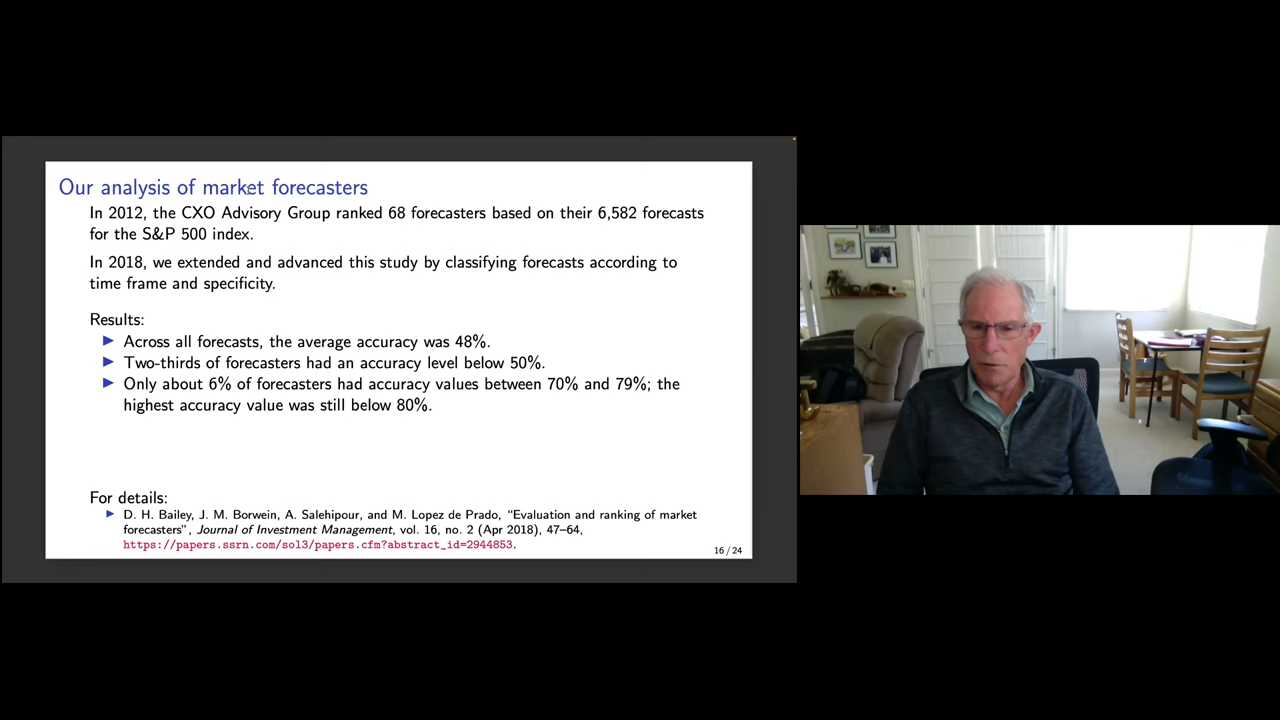 Our analysis of market forecasters
In 2012, the CXO Advisory Group ranked 68 forecasters based on their 6,582 forecasts
for the S&P 500 index.
In 2018, we extended and advanced this study by classifying forecasts according to
time frame and specificity.
Results:
Across all forecasts, the average accuracy was 48%.
Two-thirds of forecasters had an accuracy level below 50%.
Only about 6% of forecasters had accuracy values between 70% and 79%; the
highest accuracy value was still below 80%.
For details:
D. H. Bailey, J. M. Borwein, A. Salehipour, and M. Lopez de Prado, “Evaluation and ranking of market
forecasters”, Journal of Investment Management, vol. 16, no. 2 (Apr 2018), 47–64,
https://papers.ssrn.com/sol3/papers.cfm?abstract_id=2944853.
16 / 24